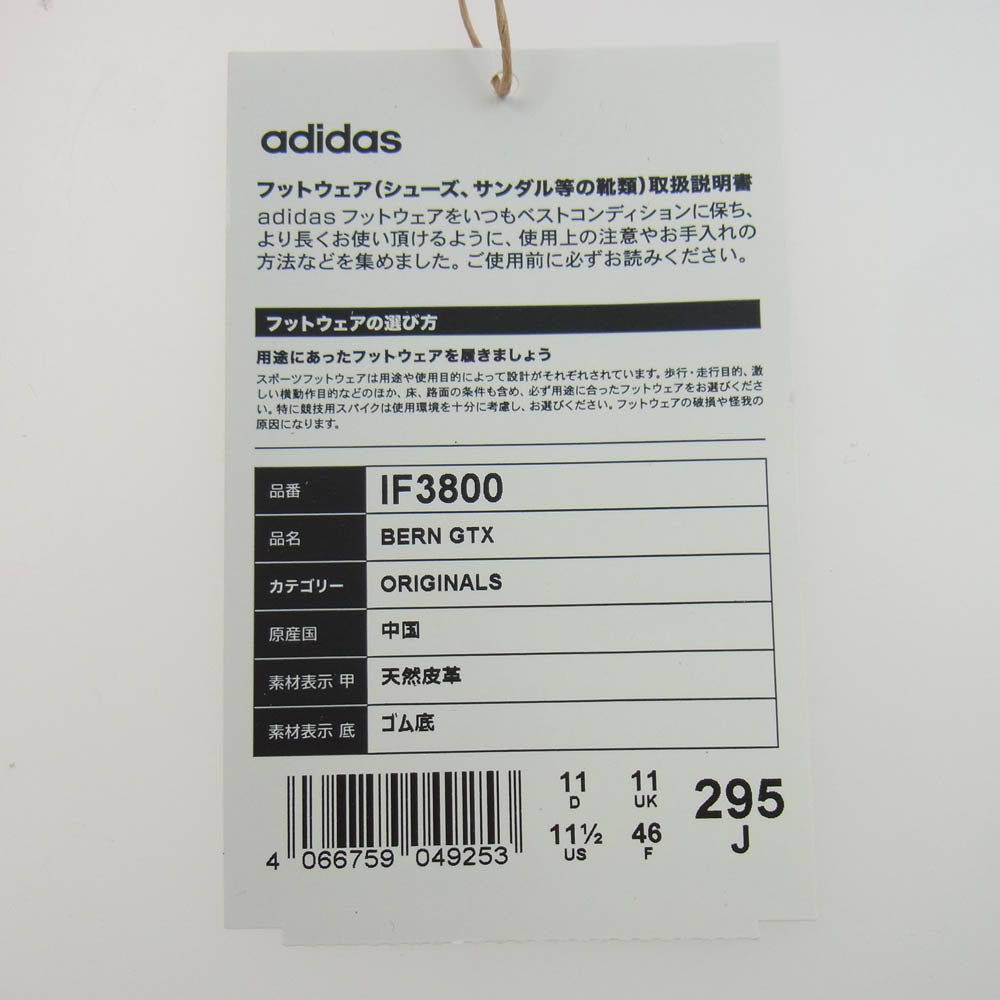 adidas
フットウェア(シューズ、サンダル等の靴類)取扱説明書
adidas フットウェアをいつもベストコンディションに保ち、
より長くお使い頂けるように、使用上の注意やお手入れの
方法などを集めました。ご使用前に必ずお読みください。
フットウェアの選び方
用途にあったフットウェアを履きましょう
スポーツフットウェアは用途や使用目的によって設計がそれぞれされています。歩行・走行目的、激
しい横動作目的などのほか、床、路面の条件も含め、必ず用途に合ったフットウェアをお選びくださ
い。特に競技用スパイクは使用環境を十分に考慮し、お選びください。フットウェアの破損や怪我の
原因になります。
品番 IF3800
品名 BERN GTX
カテゴリー ORIGINALS
原産国 中国
素材表示 甲 天然皮革
素材表示 底 ゴム底
11 11 295
D UK J
11½ 46
US F
4 066759 049253